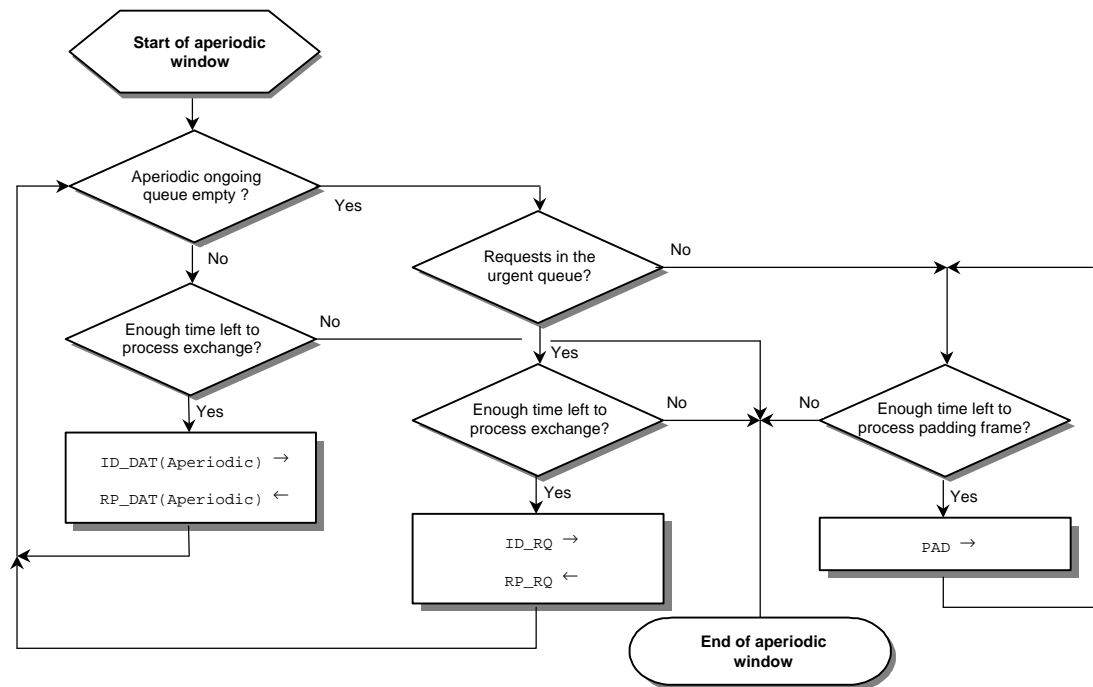 Start of aperiodic
window
Aperiodic ongoing
queue empty ?
Yes
No
Requests in the
urgent queue?
No
Enough time left to
process exchange?
No
Yes
Yes
Enough time left to
process exchange?
No
Yes
No
Enough time left to
process padding frame?
Yes
ID_DAT(Aperiodic) →
RP_DAT(Aperiodic) ←
ID_RQ →
RP_RQ ←
PAD →
End of aperiodic
window